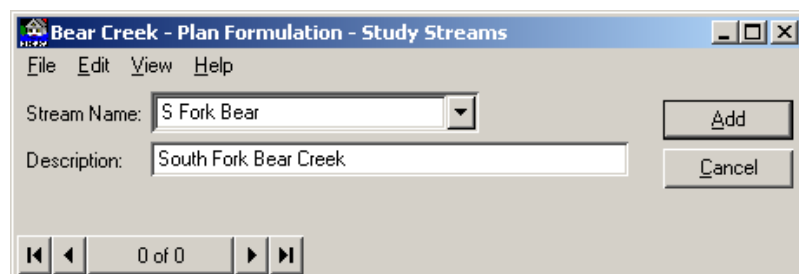 Bear Creek - Plan Formulation - Study Streams
File Edit View Help
Stream Name: S Fork Bear
Add
Description: South Fork Bear Creek
Cancel
0 of 0